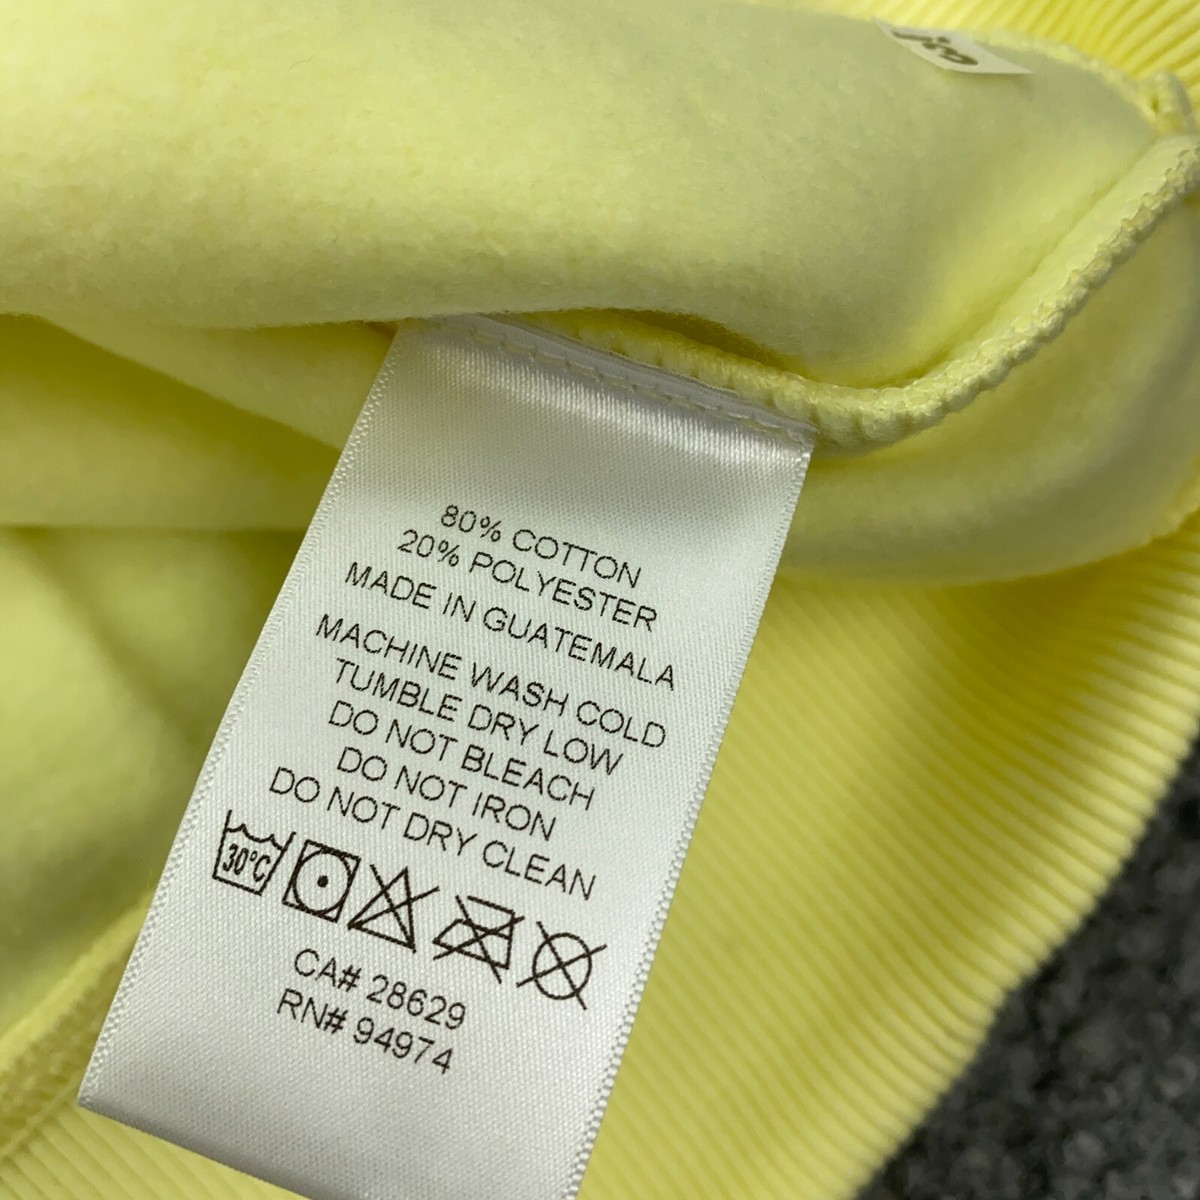 80% COTTON
20% POLYESTER
MADE IN GUATEMALA
MACHINE WASH COLD
TUMBLE DRY LOW
DO NOT BLEACH
DO NOT IRON
DO NOT DRY CLEAN
30°C
CA# 28629
RN# 94974